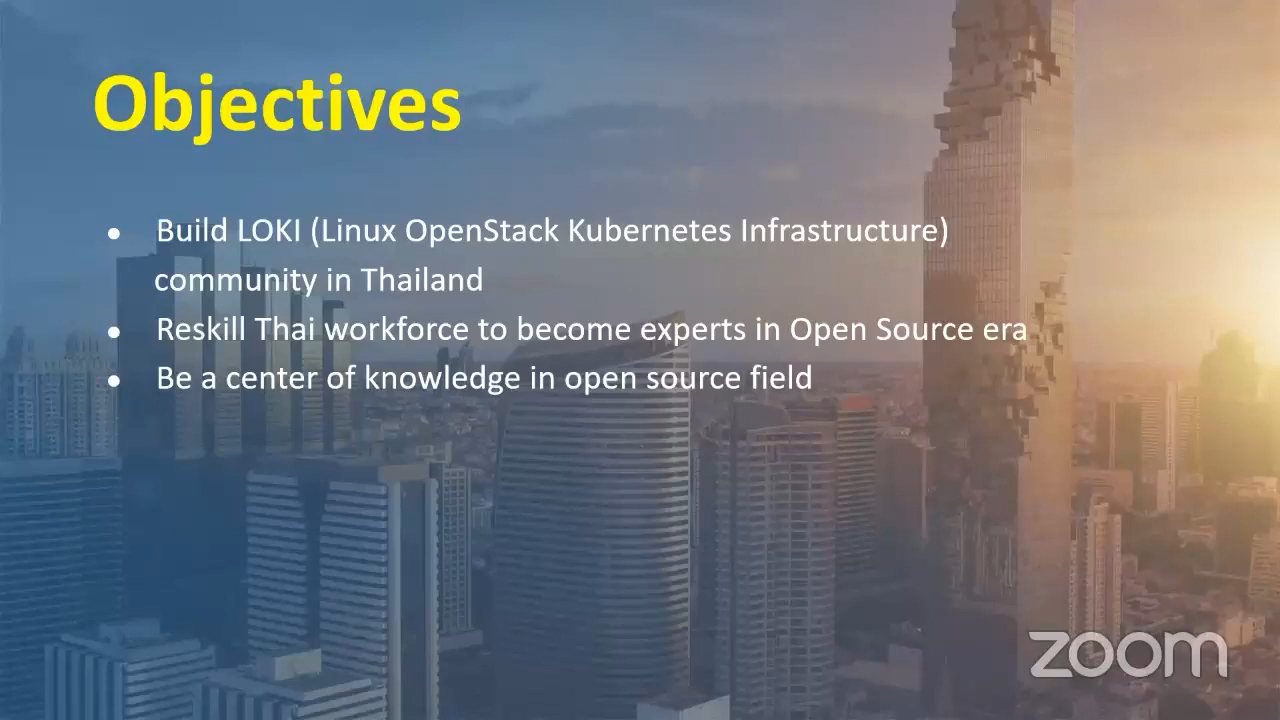 Objectives
● Build LOKI (Linux OpenStack Kubernetes Infrastructure)
community in Thailand
● Reskill Thai workforce to become experts in Open Source era
● Be a center of knowledge in open source field
zoom